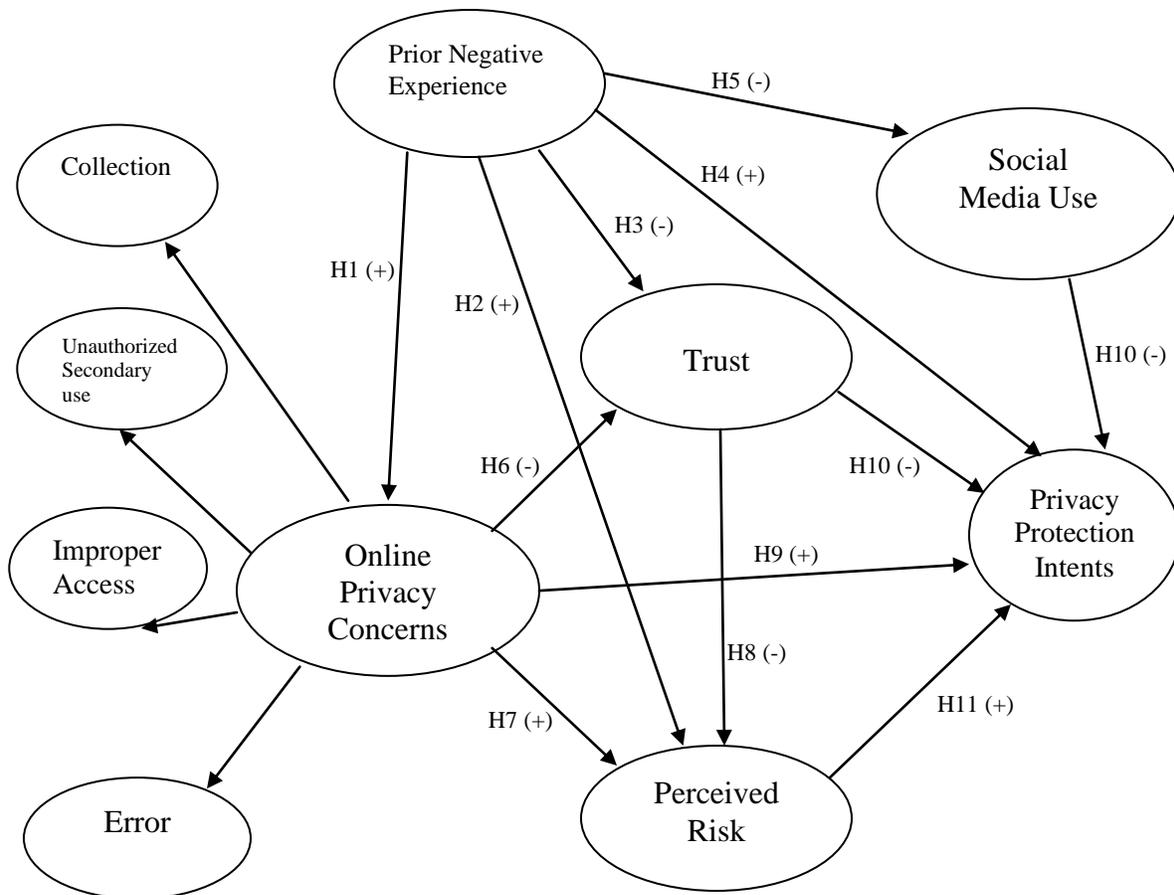 Prior Negative
Experience
H5 (-)
Collection
Social
Media Use
H4 (+)
H3 (-)
H1 (+)
H2 (+)
Unauthorized
Secondary
use
Trust
H10 (-)
H6 (-)
H10 (-)
Privacy
Protection
Intents
Improper
Access
Online
Privacy
Concerns
H9 (+)
H8 (-)
H7 (+)
H11 (+)
Perceived
Risk
Error